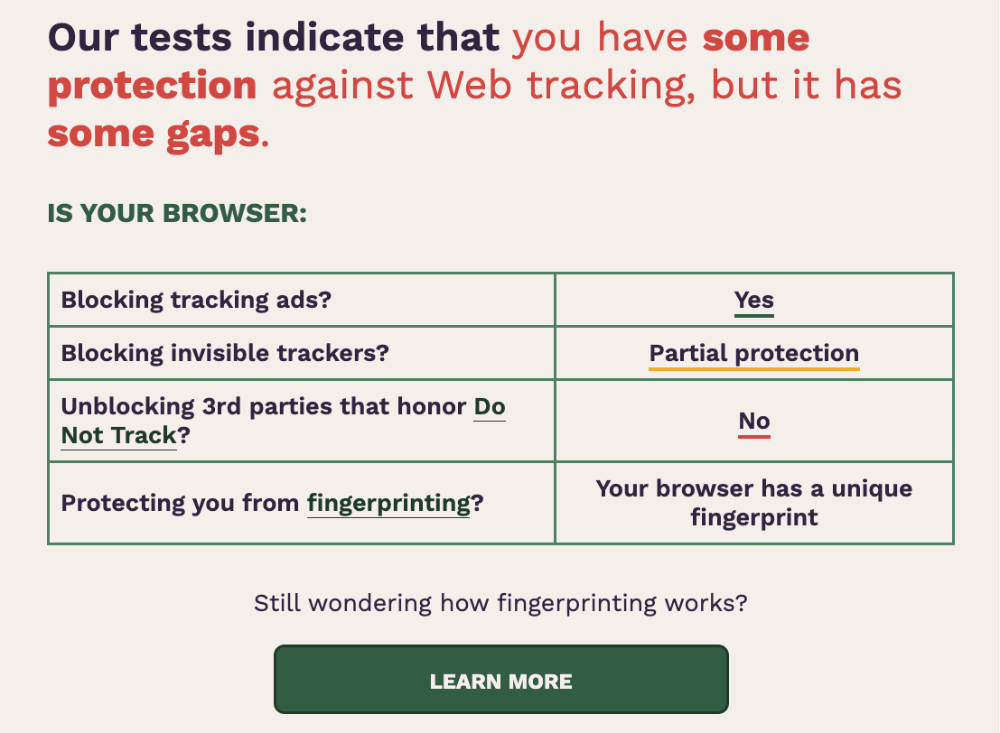 Our tests indicate that you have some
protection against Web tracking, but it has
some gaps.
IS YOUR BROWSER:
Blocking tracking ads?
Yes
Blocking invisible trackers?
Partial protection
Unblocking 3rd parties that honor Do
Not Track?
No
Protecting you from fingerprinting?
Your browser has a unique
fingerprint
Still wondering how fingerprinting works?
LEARN MORE